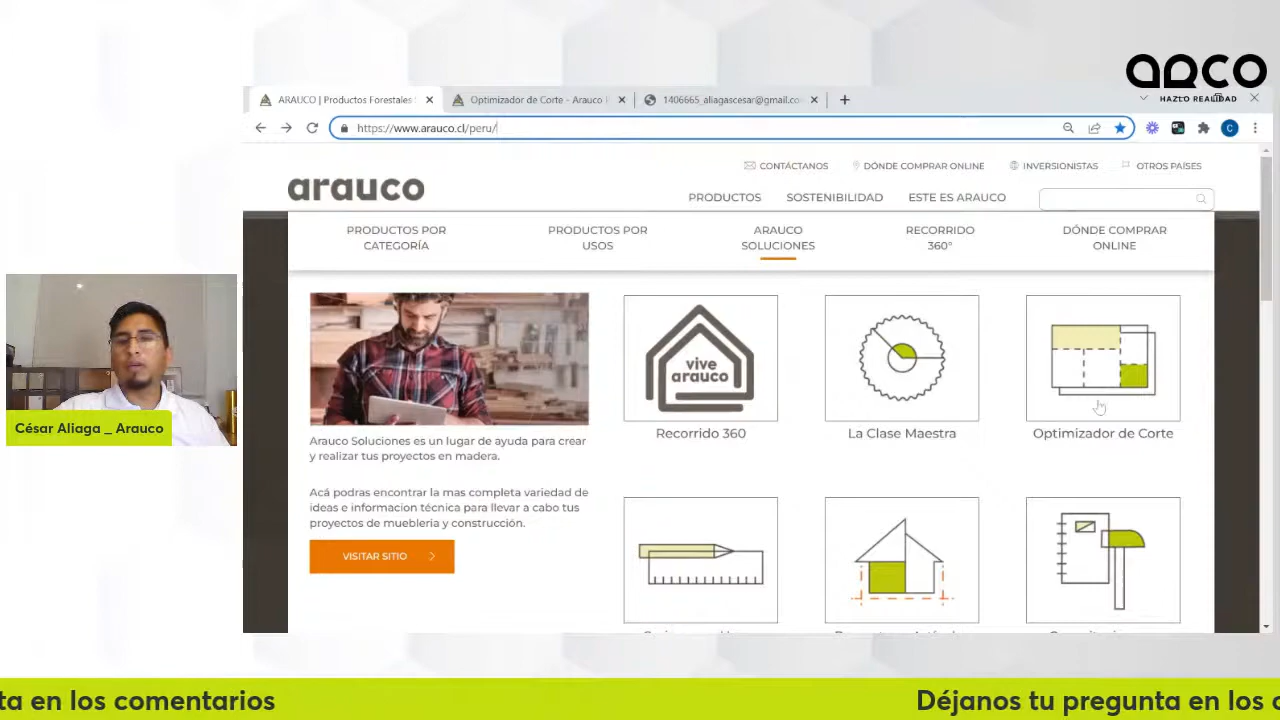 arco
HAZLO REALIDAD
ARAUCO | Productos Forestales
Optimizador de Corte - Arauco
1406665_aliagascesar@gmail.co
https://www.arauco.cl/peru/
C
CONTÁCTANOS
DÓNDE COMPRAR ONLINE
INVERSIONISTAS
OTROS PAÍSES
arauco
PRODUCTOS
SOSTENIBILIDAD
ESTE ES ARAUCO
PRODUCTOS POR
CATEGORÍA
PRODUCTOS POR
USOS
ARAUCO
SOLUCIONES
RECORRIDO
360°
DÓNDE COMPRAR
ONLINE
vive
arauco
Recorrido 360
La Clase Maestra
Optimizador de Corte
Arauco Soluciones es un lugar de ayuda para crear
y realizar tus proyectos en madera.
Acá podras encontrar la mas completa variedad de
ideas e informacion técnica para llevar a cabo tus
proyectos de muebleria y construcción.
VISITAR SITIO
César Aliaga _ Arauco
ta en los comentarios
Déjanos tu pregunta en los c